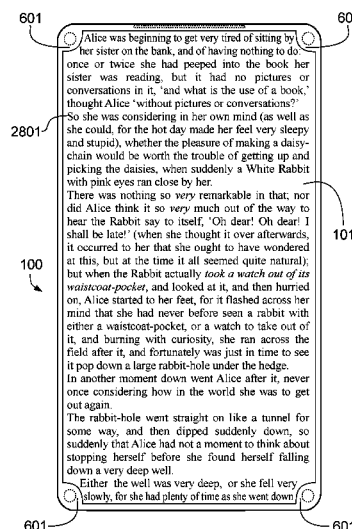 601
60
Alice was beginning to get very tired of sitting by
her sister on the bank, and of having nothing to do:
once or twice she had peeped into the book her
sister was reading, but it had no pictures or
conversations in it, 'and what is the use of a book,'
thought Alice 'without pictures or conversations?'
2801
So she was considering in her own mind (as well as
she could, for the hot day made her feel very sleepy
and stupid), whether the pleasure of making a daisy-
chain would be worth the trouble of getting up and
picking the daisies, when suddenly a White Rabbit
with pink eyes ran close by her.
There was nothing so very remarkable in that; nor
did Alice think it so very much out of the way to
hear the Rabbit say to itself, 'Oh dear! Oh dear! I
shall be late!' (when she thought it over afterwards,
101
it occurred to her that she ought to have wondered
at this, but at the time it all seemed quite natural);
100
but when the Rabbit actually took a watch out of its
waistcoat-pocket, and looked at it, and then hurried
on, Alice started to her feet, for it flashed across her
mind that she had never before seen a rabbit with
either a waistcoat-pocket, or a watch to take out of
it, and burning with curiosity, she ran across the
field after it, and fortunately was just in time to see
it pop down a large rabbit-hole under the hedge.
In another moment down went Alice after it, never
once considering how in the world she was to get
out again.
The rabbit-hole went straight on like a tunnel for
some way, and then dipped suddenly down, so
suddenly that Alice had not a moment to think about
stopping herself before she found herself falling
down a very deep well.
Either the well was very deep, or she fell very
slowly, for she had plenty of time as she went down
601
601